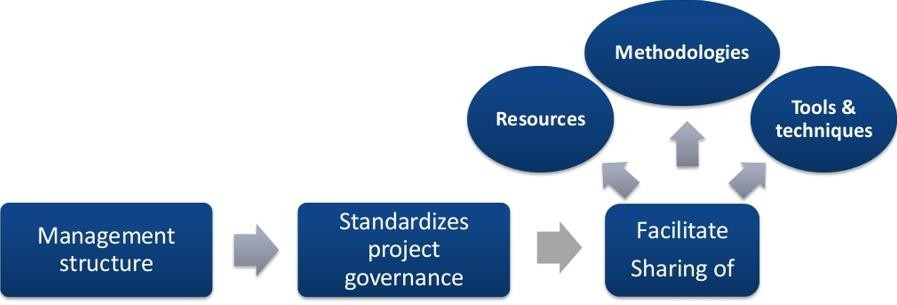 Methodologies
Resources
Tools &
techniques
Management
structure
Standardizes
project
governance
Facilitate
Sharing of